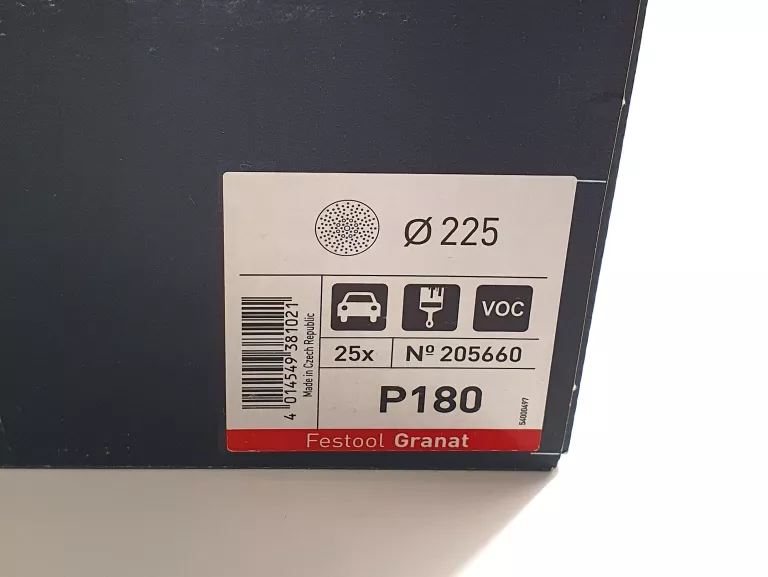 Ø 225
VOC
25x
Nº 205660
P180
4 014549 381021
Made in Czech Republic
54000497
Festool Granat